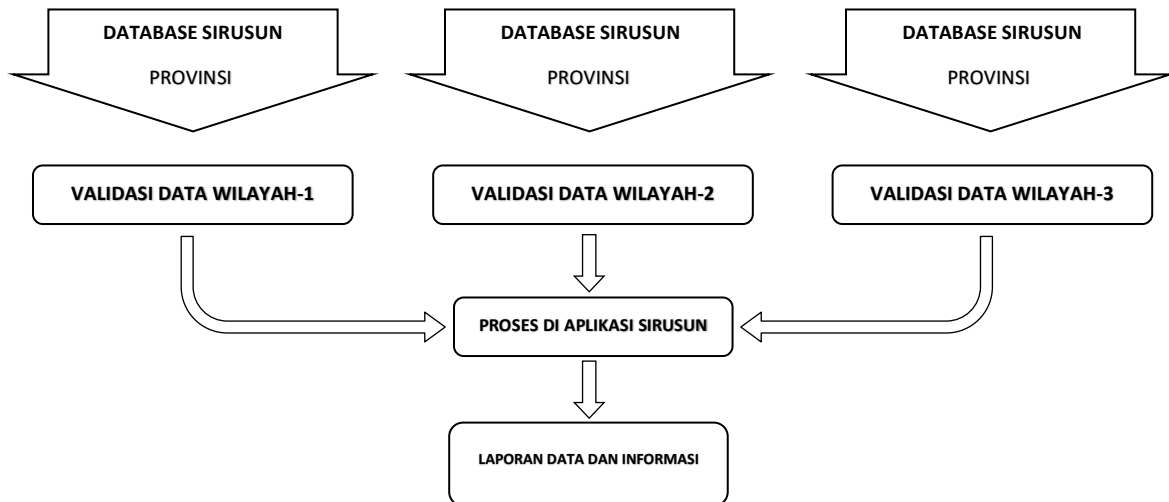 DATABASE SIRUSUN
PROVINSI
DATABASE SIRUSUN
PROVINSI
DATABASE SIRUSUN
PROVINSI
VALIDASI DATA WILAYAH-1
VALIDASI DATA WILAYAH-2
VALIDASI DATA WILAYAH-3
PROSES DI APLIKASI SIRUSUN
LAPORAN DATA DAN INFORMASI